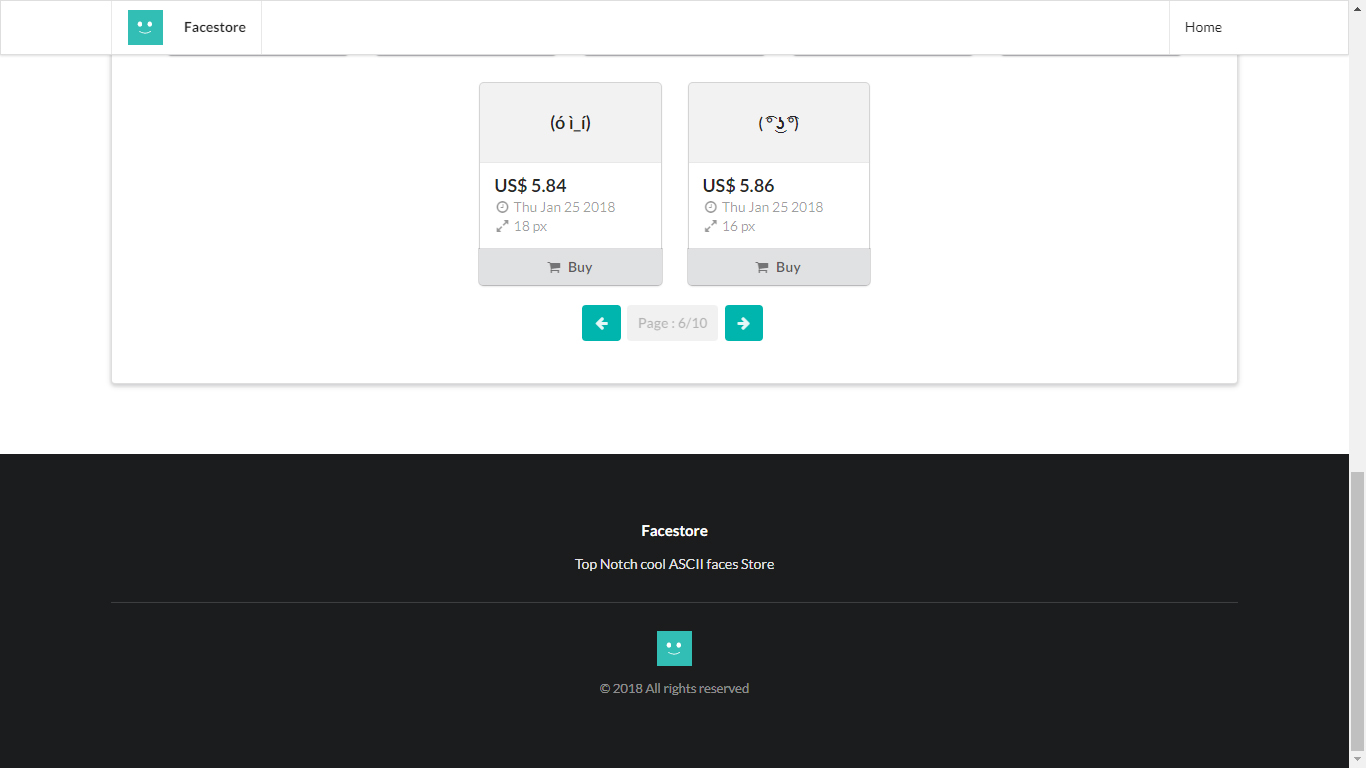 Facestore
Home
(ó ì_í)
( ͡° ͜ʖ ͡°)
US$ 5.84
US$ 5.86
Thu Jan 25 2018
Thu Jan 25 2018
18 px
16 px
Buy
Buy
Page : 6/10
Facestore
Top Notch cool ASCII faces Store
© 2018 All rights reserved